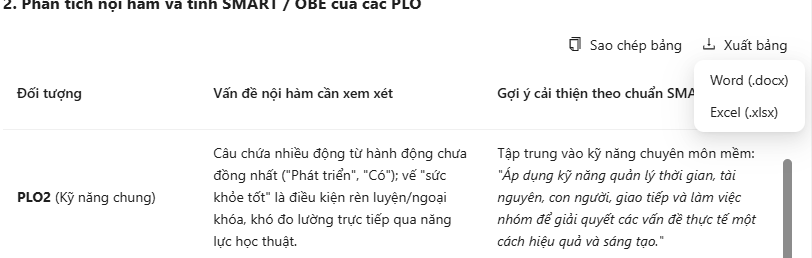 2. Phân tích nội hàm và tính SMART / OBE của các PLO
Sao chép bảng
Xuất bảng
Word (.docx)
Excel (.xlsx)
Đối tượng
Vấn đề nội hàm cần xem xét
Gợi ý cải thiện theo chuẩn
PLO2 (Kỹ năng chung)
Câu chứa nhiều động từ hành động chưa
đồng nhất ("Phát triển", "Có"); vế "sức
khỏe tốt" là điều kiện rèn luyện/ngoại
khóa, khó đo lường trực tiếp qua năng
lực học thuật.
Tập trung vào kỹ năng chuyên môn mềm:
"Áp dụng kỹ năng quản lý thời gian, tài
nguyên, con người, giao tiếp và làm việc
nhóm để giải quyết các vấn đề thực tế một
cách hiệu quả và sáng tạo."